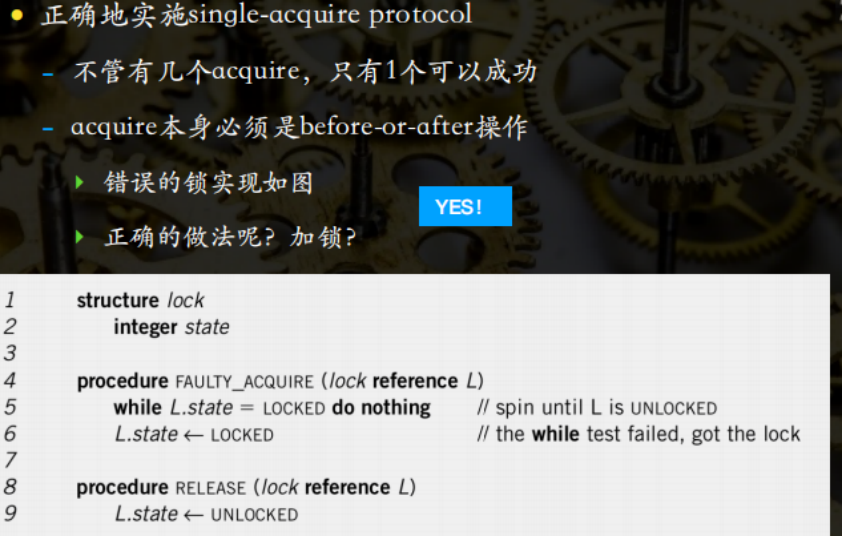 正确地实施single-acquire protocol
– 不管有几个acquire，只有1个可以成功
– acquire本身必须是before-or-after操作
错误的锁实现如图
YES!
正确的做法呢？加锁？
1 structure lock
2 integer state
3
4 procedure FAULTY_ACQUIRE (lock reference L)
5 while L.state = LOCKED do nothing // spin until L is UNLOCKED
6 L.state ← LOCKED // the while test failed, got the lock
7
8 procedure RELEASE (lock reference L)
9 L.state ← UNLOCKED